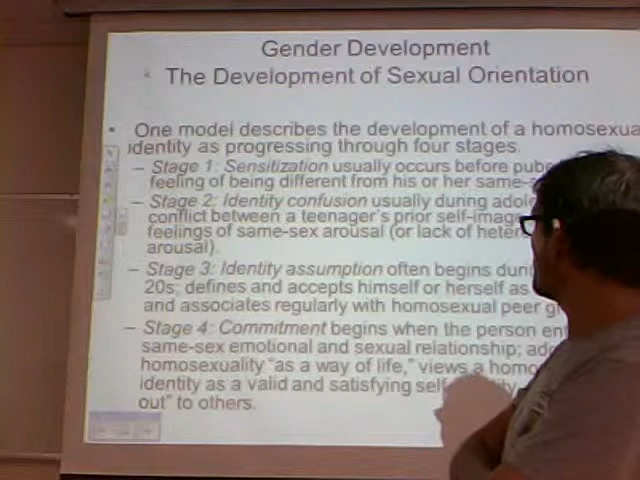 Gender Development
The Development of Sexual Orientation
• One model describes the development of a homosexua
identity as progressing through four stages.
– Stage 1: Sensitization usually occurs before pube
feeling of being different from his or her same-
– Stage 2: Identity confusion usually during adole
conflict between a teenager's prior self-image
feelings of same-sex arousal (or lack of heter
arousal).
– Stage 3: Identity assumption often begins durin
20s; defines and accepts himself or herself as
and associates regularly with homosexual peer g
– Stage 4: Commitment begins when the person ent
same-sex emotional and sexual relationship; ado
homosexuality “as a way of life,” views a homo
identity as a valid and satisfying self
out” to others.